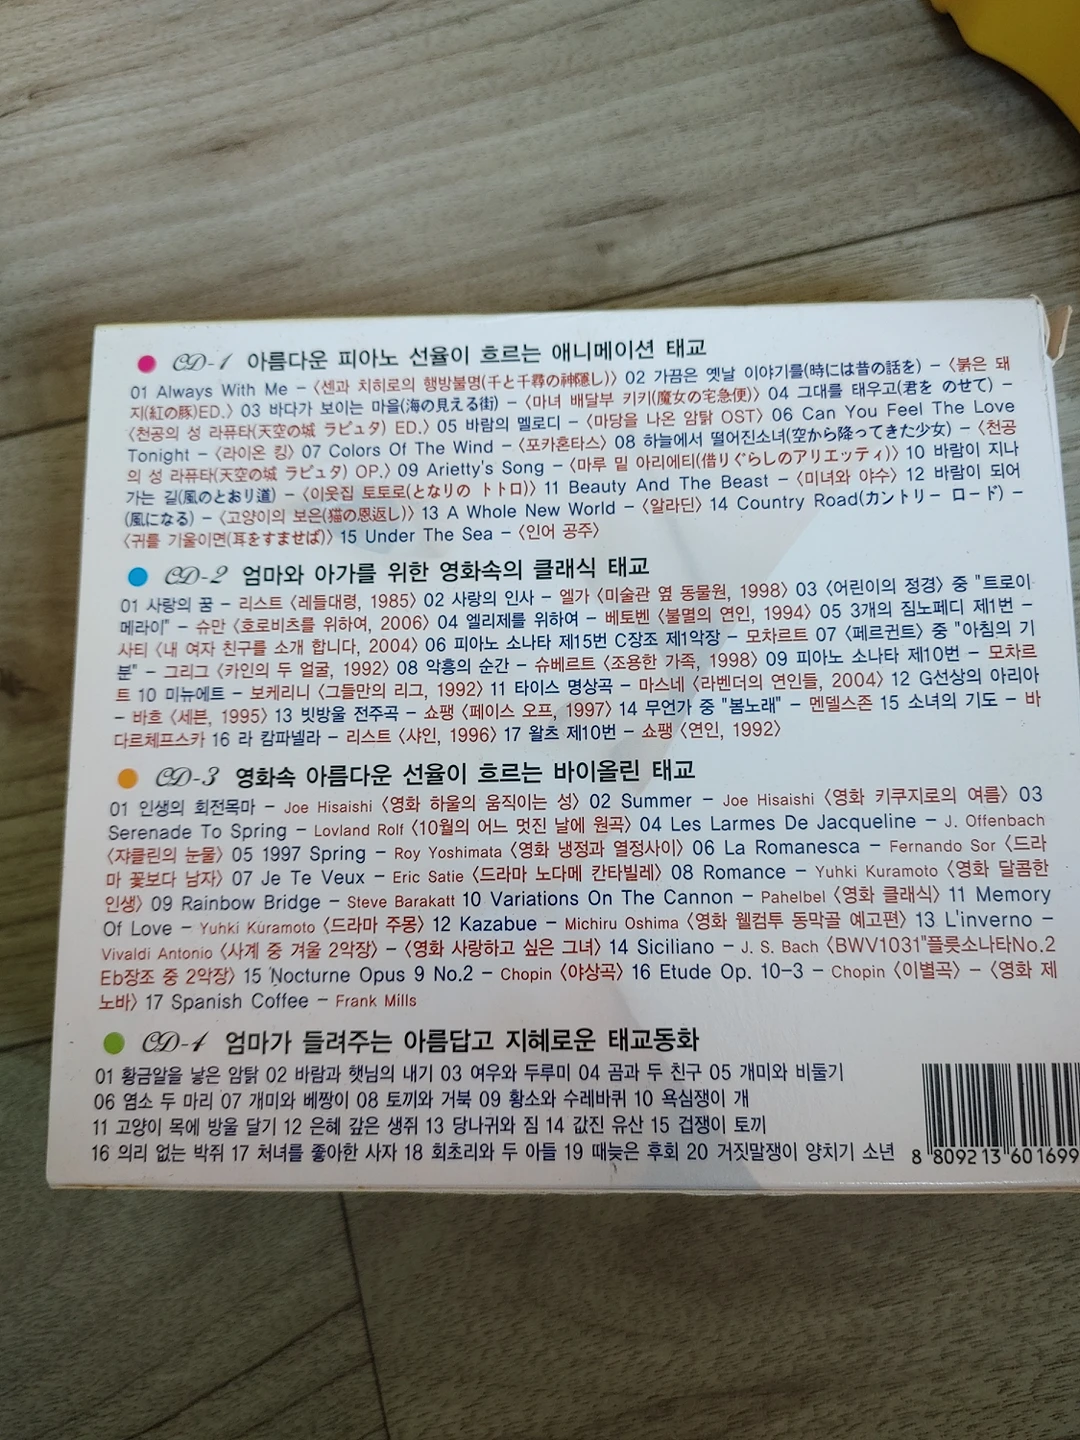 CD-1 아름다운 피아노 선율이 흐르는 애니메이션 태교
01 Always With Me – 〈센과 치히로의 행방불명(千と千尋の神隠し)〉 02 가끔은 옛날 이야기를(時には昔の話を) – 〈붉은 돼
지(紅の豚)ED.〉 03 바다가 보이는 마을(海の見える街) – 〈마녀 배달부 키키(魔女の宅急便)〉 04 그대를 태우고(君を のせて) –
〈천공의 성 라퓨타(天空の城 ラピュタ) ED.〉 05 바람의 멜로디 – 〈마당을 나온 암탉 OST〉 06 Can You Feel The Love
Tonight – 〈라이온 킹〉 07 Colors Of The Wind – 〈포카혼타스〉 08 하늘에서 떨어진소녀(空から降ってきた少女) – 〈천공
의 성 라퓨타(天空の城 ラピュタ) OP.〉 09 Arietty's Song – 〈마루 밑 아리에티(借りぐらしのアリエッティ)〉 10 바람이 지나
가는 길(風のとおり道) – 〈이웃집 토토로(となりの トトロ)〉 11 Beauty And The Beast – 〈미녀와 야수〉 12 바람이 되어
(風になる) – 〈고양이의 보은(猫の恩返し)〉 13 A Whole New World – 〈알라딘〉 14 Country Road(カントリー ロード) –
〈귀를 기울이면(耳をすませば)〉 15 Under The Sea – 〈인어 공주〉
CD-2 엄마와 아가를 위한 영화속의 클래식 태교
01 사랑의 꿈 – 리스트 〈레들대령, 1985〉 02 사랑의 인사 – 엘가 〈미술관 옆 동물원, 1998〉 03 〈어린이의 정경〉 중 "트로이
메라이" – 슈만 〈호로비츠를 위하여, 2006〉 04 엘리제를 위하여 – 베토벤 〈불멸의 연인, 1994〉 05 3개의 짐노페디 제1번 –
사티 〈내 여자 친구를 소개 합니다, 2004〉 06 피아노 소나타 제15번 C장조 제1악장 – 모차르트 07 〈페르귄트〉 중 "아침의 기
분" – 그리그 〈카인의 두 얼굴, 1992〉 08 악흥의 순간 – 슈베르트 〈조용한 가족, 1998〉 09 피아노 소나타 제10번 – 모차르
트 10 미뉴에트 – 보케리니 〈그들만의 리그, 1992〉 11 타이스 명상곡 – 마스네 〈라벤더의 연인들, 2004〉 12 G선상의 아리아
– 바흐 〈세븐, 1995〉 13 빗방울 전주곡 – 쇼팽 〈페이스 오프, 1997〉 14 무언가 중 "봄노래" – 멘델스존 15 소녀의 기도 – 바
다르체프스카 16 라 캄파넬라 – 리스트 〈샤인, 1996〉 17 왈츠 제10번 – 쇼팽 〈연인, 1992〉
CD-3 영화속 아름다운 선율이 흐르는 바이올린 태교
01 인생의 회전목마 – Joe Hisaishi 〈영화 하울의 움직이는 성〉 02 Summer – Joe Hisaishi 〈영화 키쿠지로의 여름〉 03
Serenade To Spring – Lovland Rolf 〈10월의 어느 멋진 날에 원곡〉 04 Les Larmes De Jacqueline – J. Offenbach
〈쟈클린의 눈물〉 05 1997 Spring – Roy Yoshimata 〈영화 냉정과 열정사이〉 06 La Romanesca – Fernando Sor 〈드라
마 꽃보다 남자〉 07 Je Te Veux – Eric Satie 〈드라마 노다메 칸타빌레〉 08 Romance – Yuhki Kuramoto 〈영화 달콤한
인생〉 09 Rainbow Bridge – Steve Barakatt 10 Variations On The Cannon – Pahelbel 〈영화 클래식〉 11 Memory
Of Love – Yuhki Kuramoto 〈드라마 주몽〉 12 Kazabue – Michiru Oshima 〈영화 웰컴투 동막골 예고편〉 13 L'inverno –
Vivaldi Antonio 〈사계 중 겨울 2악장〉 – 〈영화 사랑하고 싶은 그녀〉 14 Siciliano – J. S. Bach 〈BWV1031"플룻소나타No.2
Eb장조 중 2악장〉 15 Nocturne Opus 9 No.2 – Chopin 〈야상곡〉 16 Etude Op. 10-3 – Chopin 〈이별곡〉 – 〈영화 제
노바〉 17 Spanish Coffee – Frank Mills
CD-4 엄마가 들려주는 아름답고 지혜로운 태교동화
01 황금알을 낳은 암탉 02 바람과 햇님의 내기 03 여우와 두루미 04 곰과 두 친구 05 개미와 비둘기
06 염소 두 마리 07 개미와 베짱이 08 토끼와 거북 09 황소와 수레바퀴 10 욕심쟁이 개
11 고양이 목에 방울 달기 12 은혜 갚은 생쥐 13 당나귀와 짐 14 값진 유산 15 겁쟁이 토끼
16 의리 없는 박쥐 17 처녀를 좋아한 사자 18 회초리와 두 아들 19 때늦은 후회 20 거짓말쟁이 양치기 소년
8 809213 601699